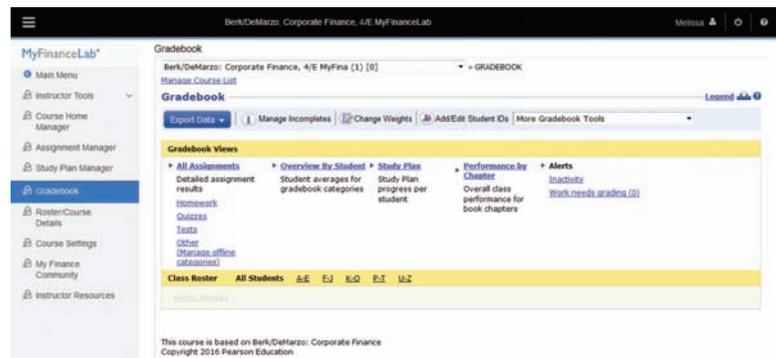 Berk/DeMarzo: Corporate Finance, 4/E MyFinanceLab
Melissa
MyFinanceLab
Main Menu
Instructor Tools
Course Home
Manager
Assignment Manager
Study Plan Manager
Gradebook
Roster/Course
Details
Course Settings
My Finance
Community
Instructor Resources
Gradebook
Berk/DeMarzo: Corporate Finance, 4/E MyFina (1) [0]
» GRADEBOOK
Manage Course List
Gradebook
Legend
Export Data
Manage Incompletes
Change Weights
Add/Edit Student IDs
More Gradebook Tools
Gradebook Views
All Assignments
Detailed assignment
results
Homework
Quizzes
Tests
Other
(Manage offline
categories)
Overview By Student
Student averages for
gradebook categories
Study Plan
Study Plan
progress per
student
Performance by
Chapter
Overall class
performance for
book chapters
Alerts
Inactivity
Work needs grading (0)
Class Roster All Students A-E F-J K-O P-T U-Z
This course is based on Berk/DeMarzo: Corporate Finance
Copyright 2016 Pearson Education